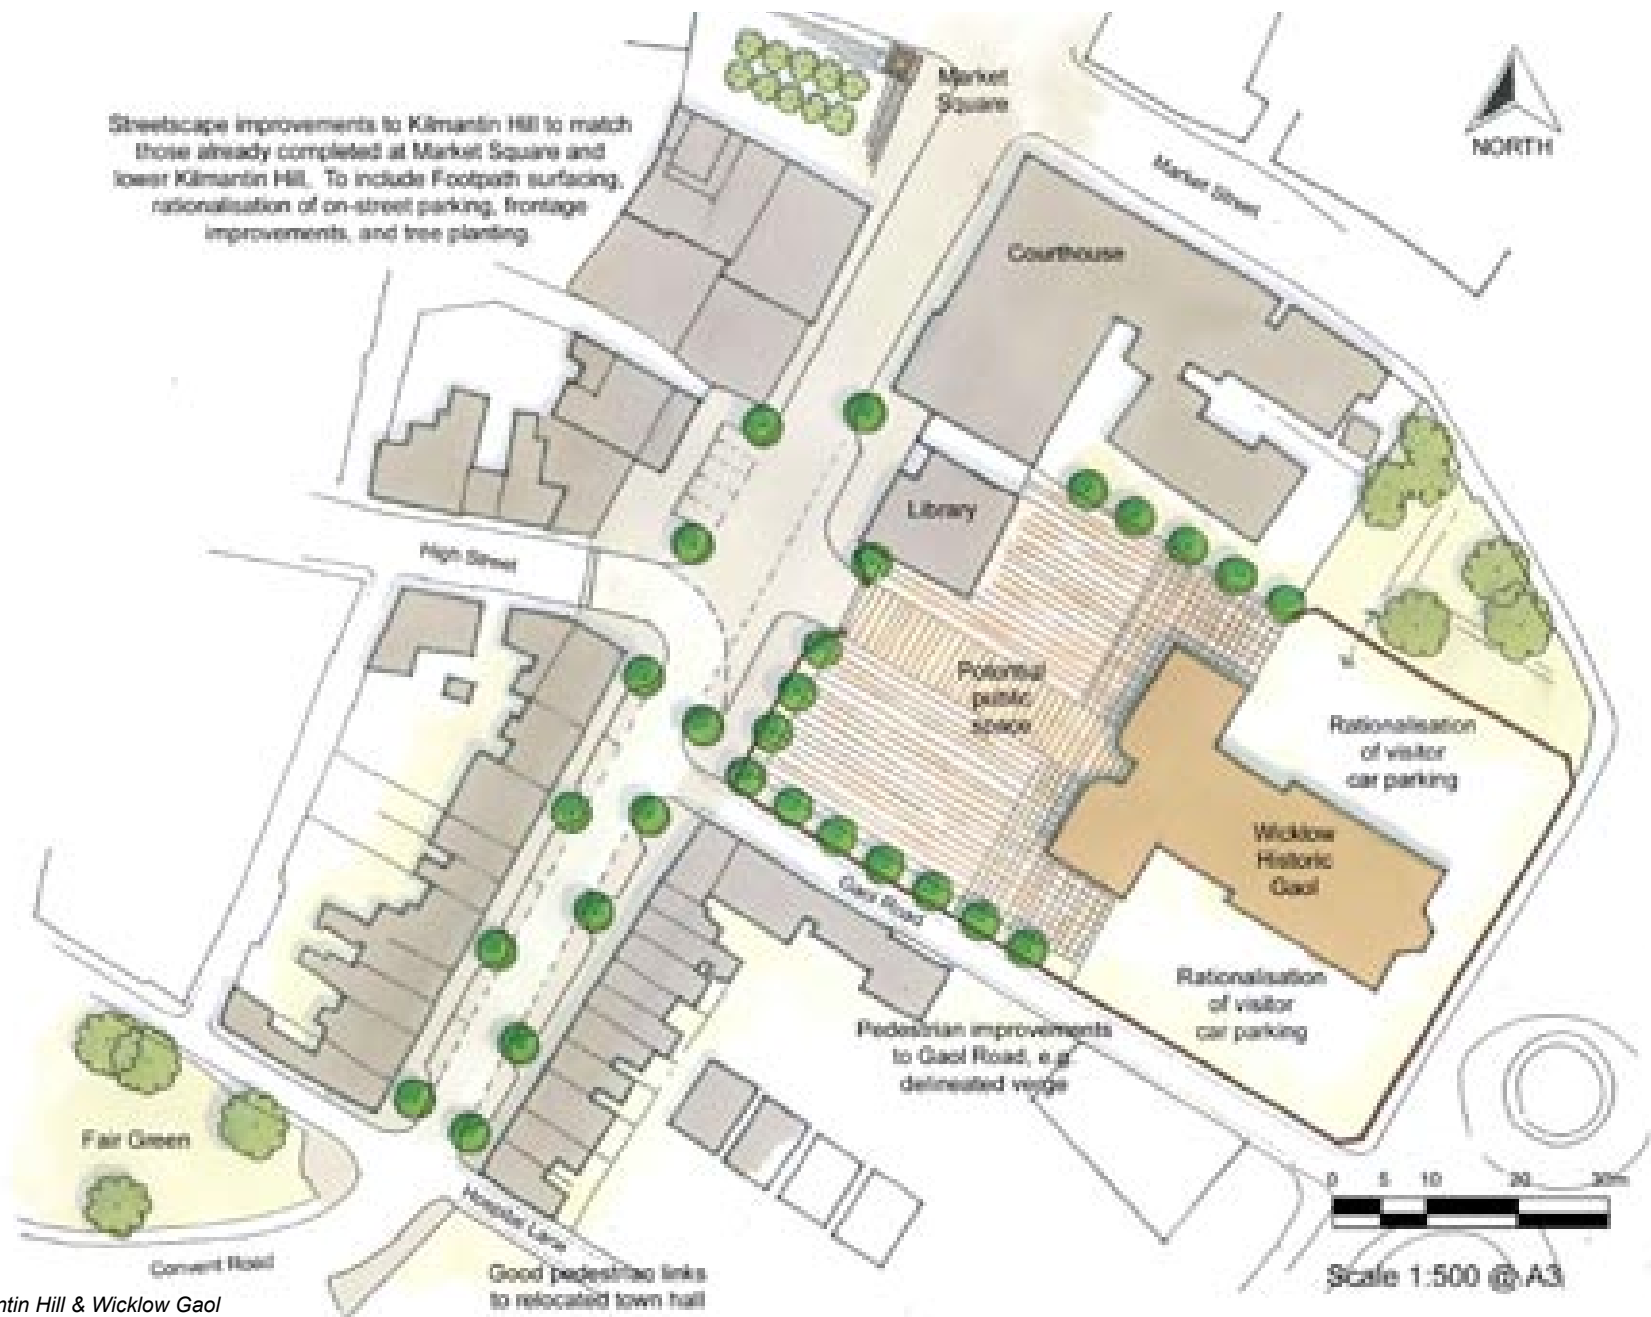 Market
Square
NORTH
Streetscape improvements to Kilmantin Hill to match
those already completed at Market Square and
lower Kilmantin Hill. To include Footpath surfacing,
rationalisation of on-street parking, frontage
improvements, and tree planting.
Market Street
Courthouse
Library
High Street
Potential
public
space
Rationalisation
of visitor
car parking
Wicklow
Historic
Gaol
Gaol Road
Rationalisation
of visitor
car parking
Pedestrian improvements
to Gaol Road, e.g.
delineated verge
Fair Green
Hospital Lane
Convent Road
Good pedestrian links
to relocated town hall
0 5 10 20 30m
Scale 1:500 @ A3
ntin Hill & Wicklow Gaol